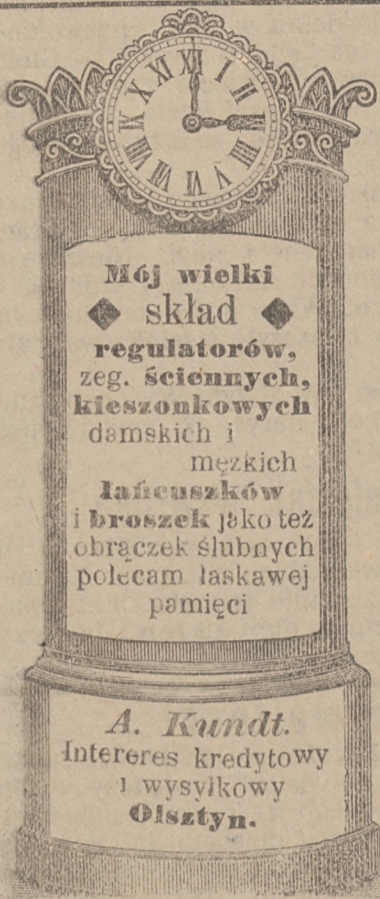 Mój wielki
skład
regulatorów,
zeg. ściennych,
kieszonkowych
damskich i
męzkich
łańcuszków
i broszek jako też
obrączek ślubnych
polecam łaskawej
pamięci
A. Kundt.
Intereres kredytowy
i wysyłkowy
Olsztyn.